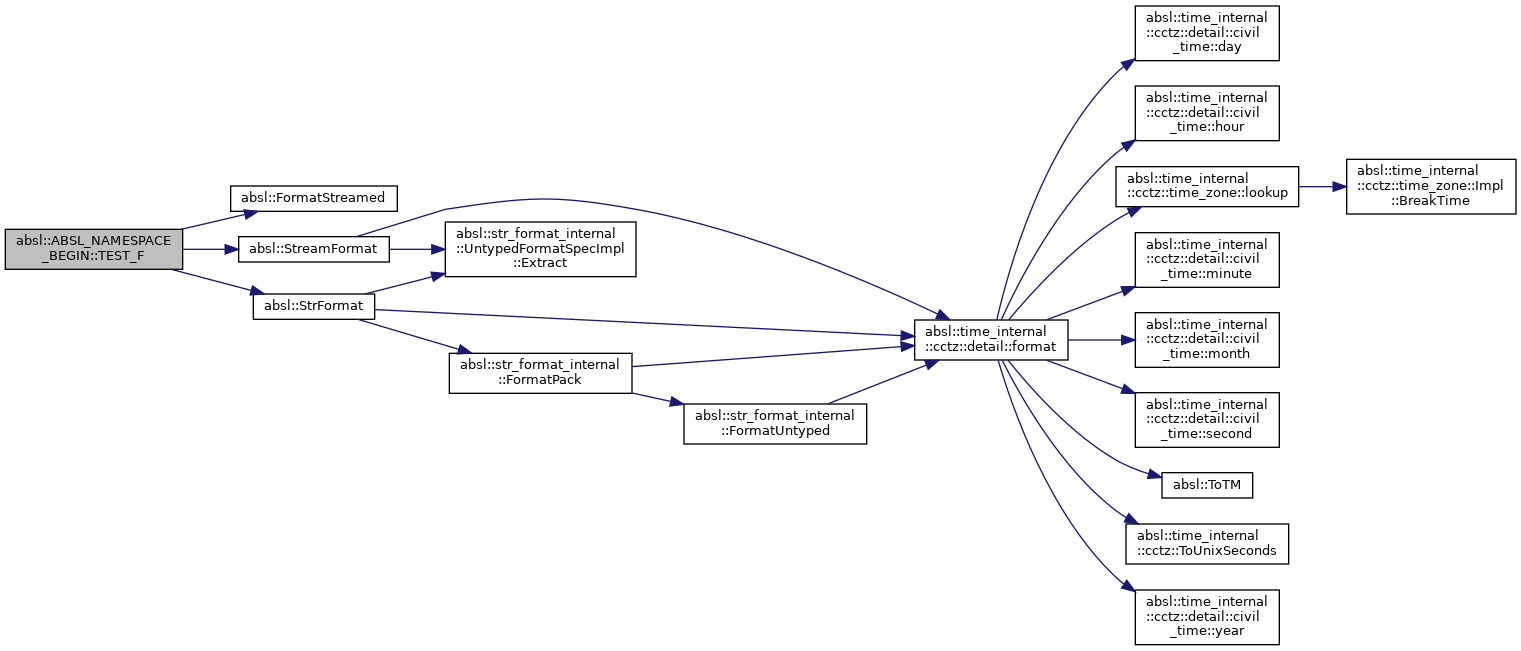 absl::ABSL_NAMESPACE
_BEGIN::TEST_F
absl::FormatStreamed
absl::StreamFormat
absl::StrFormat
absl::str_format_internal
::UntypedFormatSpecImpl
::Extract
absl::str_format_internal
::FormatPack
absl::str_format_internal
::FormatUntyped
absl::time_internal
::cctz::detail::format
absl::time_internal
::cctz::detail::civil
_time::day
absl::time_internal
::cctz::detail::civil
_time::hour
absl::time_internal
::cctz::time_zone::lookup
absl::time_internal
::cctz::time_zone::Impl
::BreakTime
absl::time_internal
::cctz::detail::civil
_time::minute
absl::time_internal
::cctz::detail::civil
_time::month
absl::time_internal
::cctz::detail::civil
_time::second
absl::ToTM
absl::time_internal
::cctz::ToUnixSeconds
absl::time_internal
::cctz::detail::civil
_time::year